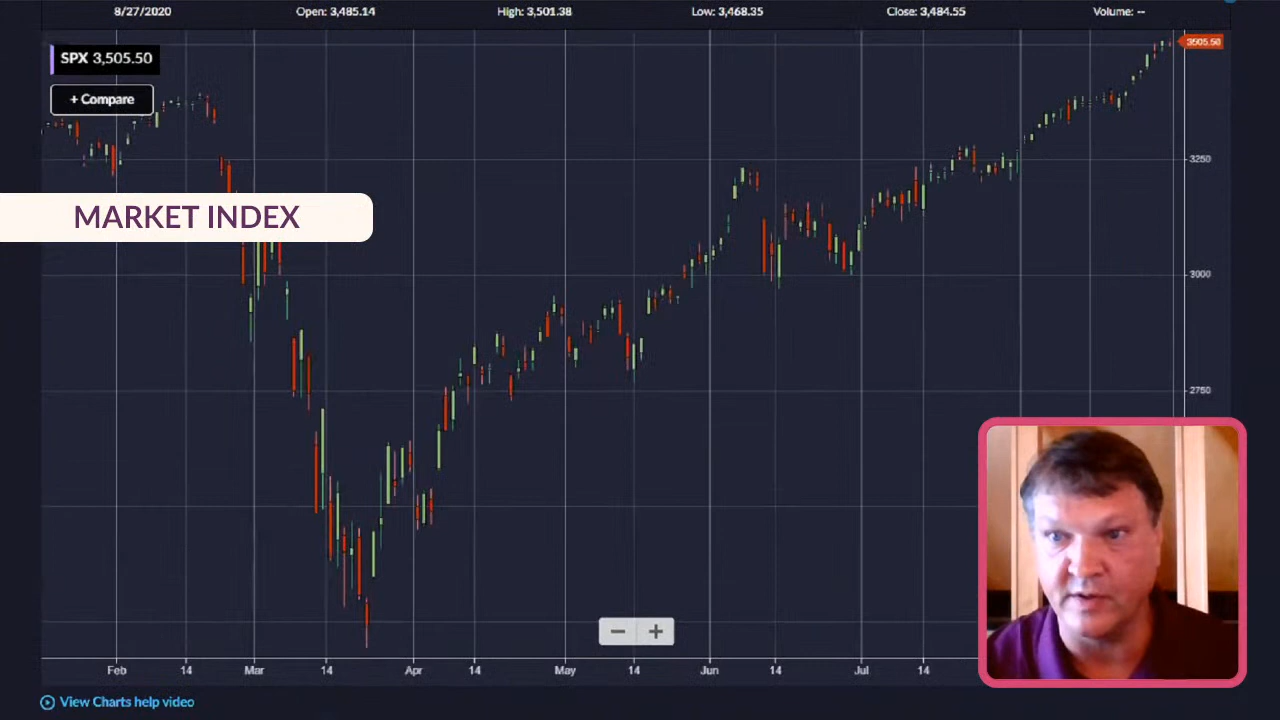 8/27/2020 Open: 3,485.14 High: 3,501.38 Low: 3,468.35 Close: 3,484.55 Volume: --
SPX 3,505.50
3505.50
+ Compare
3250
MARKET INDEX
3000
2750
− +
Feb 14 Mar 14 Apr 14 May 14 Jun 14 Jul 14
View Charts help video